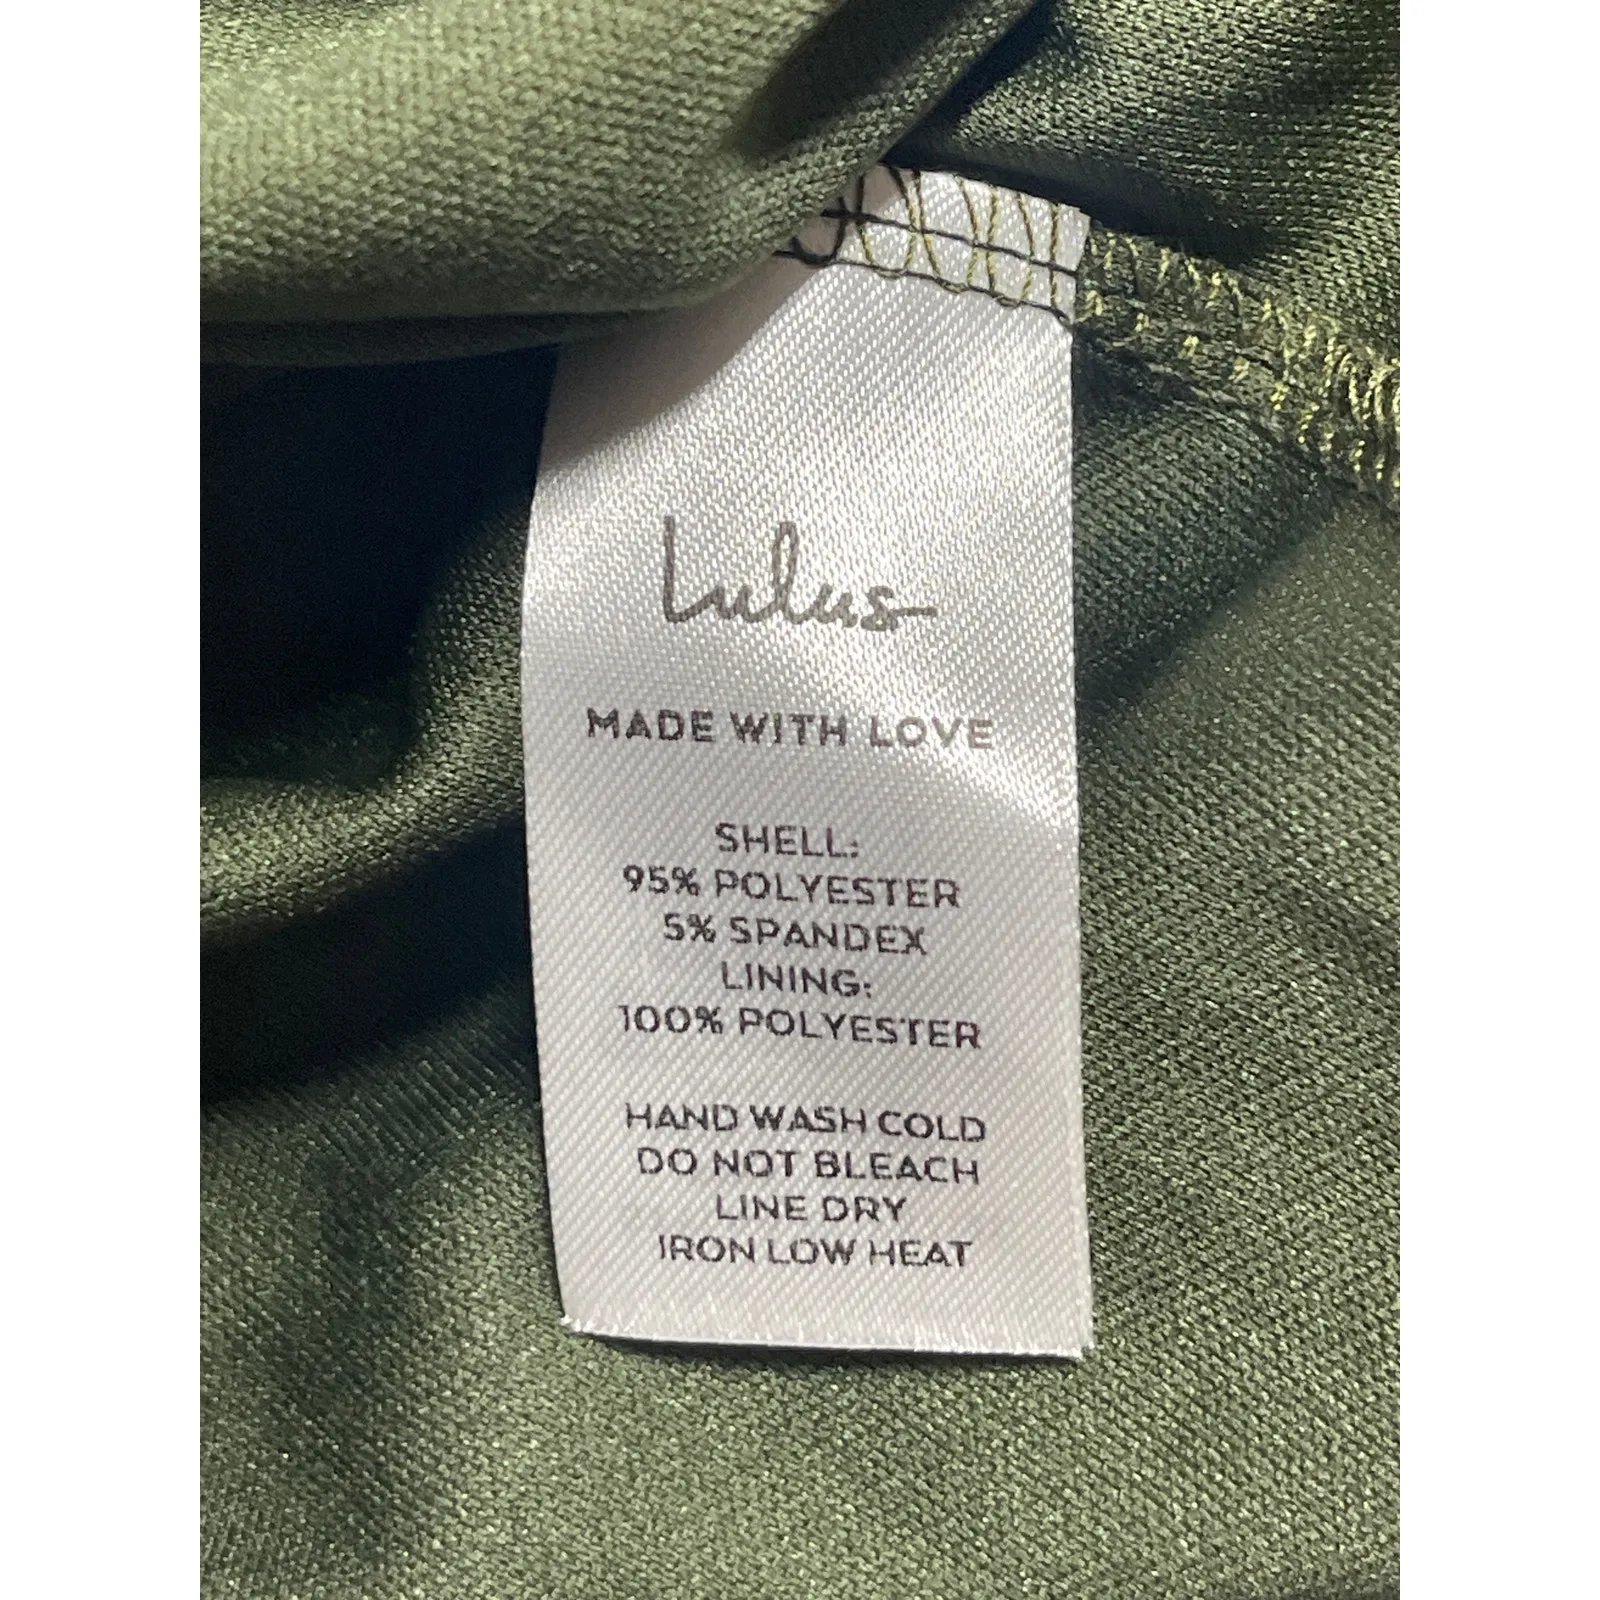 Lulus
MADE WITH LOVE
SHELL:
95% POLYESTER
5% SPANDEX
LINING:
100% POLYESTER
HAND WASH COLD
DO NOT BLEACH
LINE DRY
IRON LOW HEAT